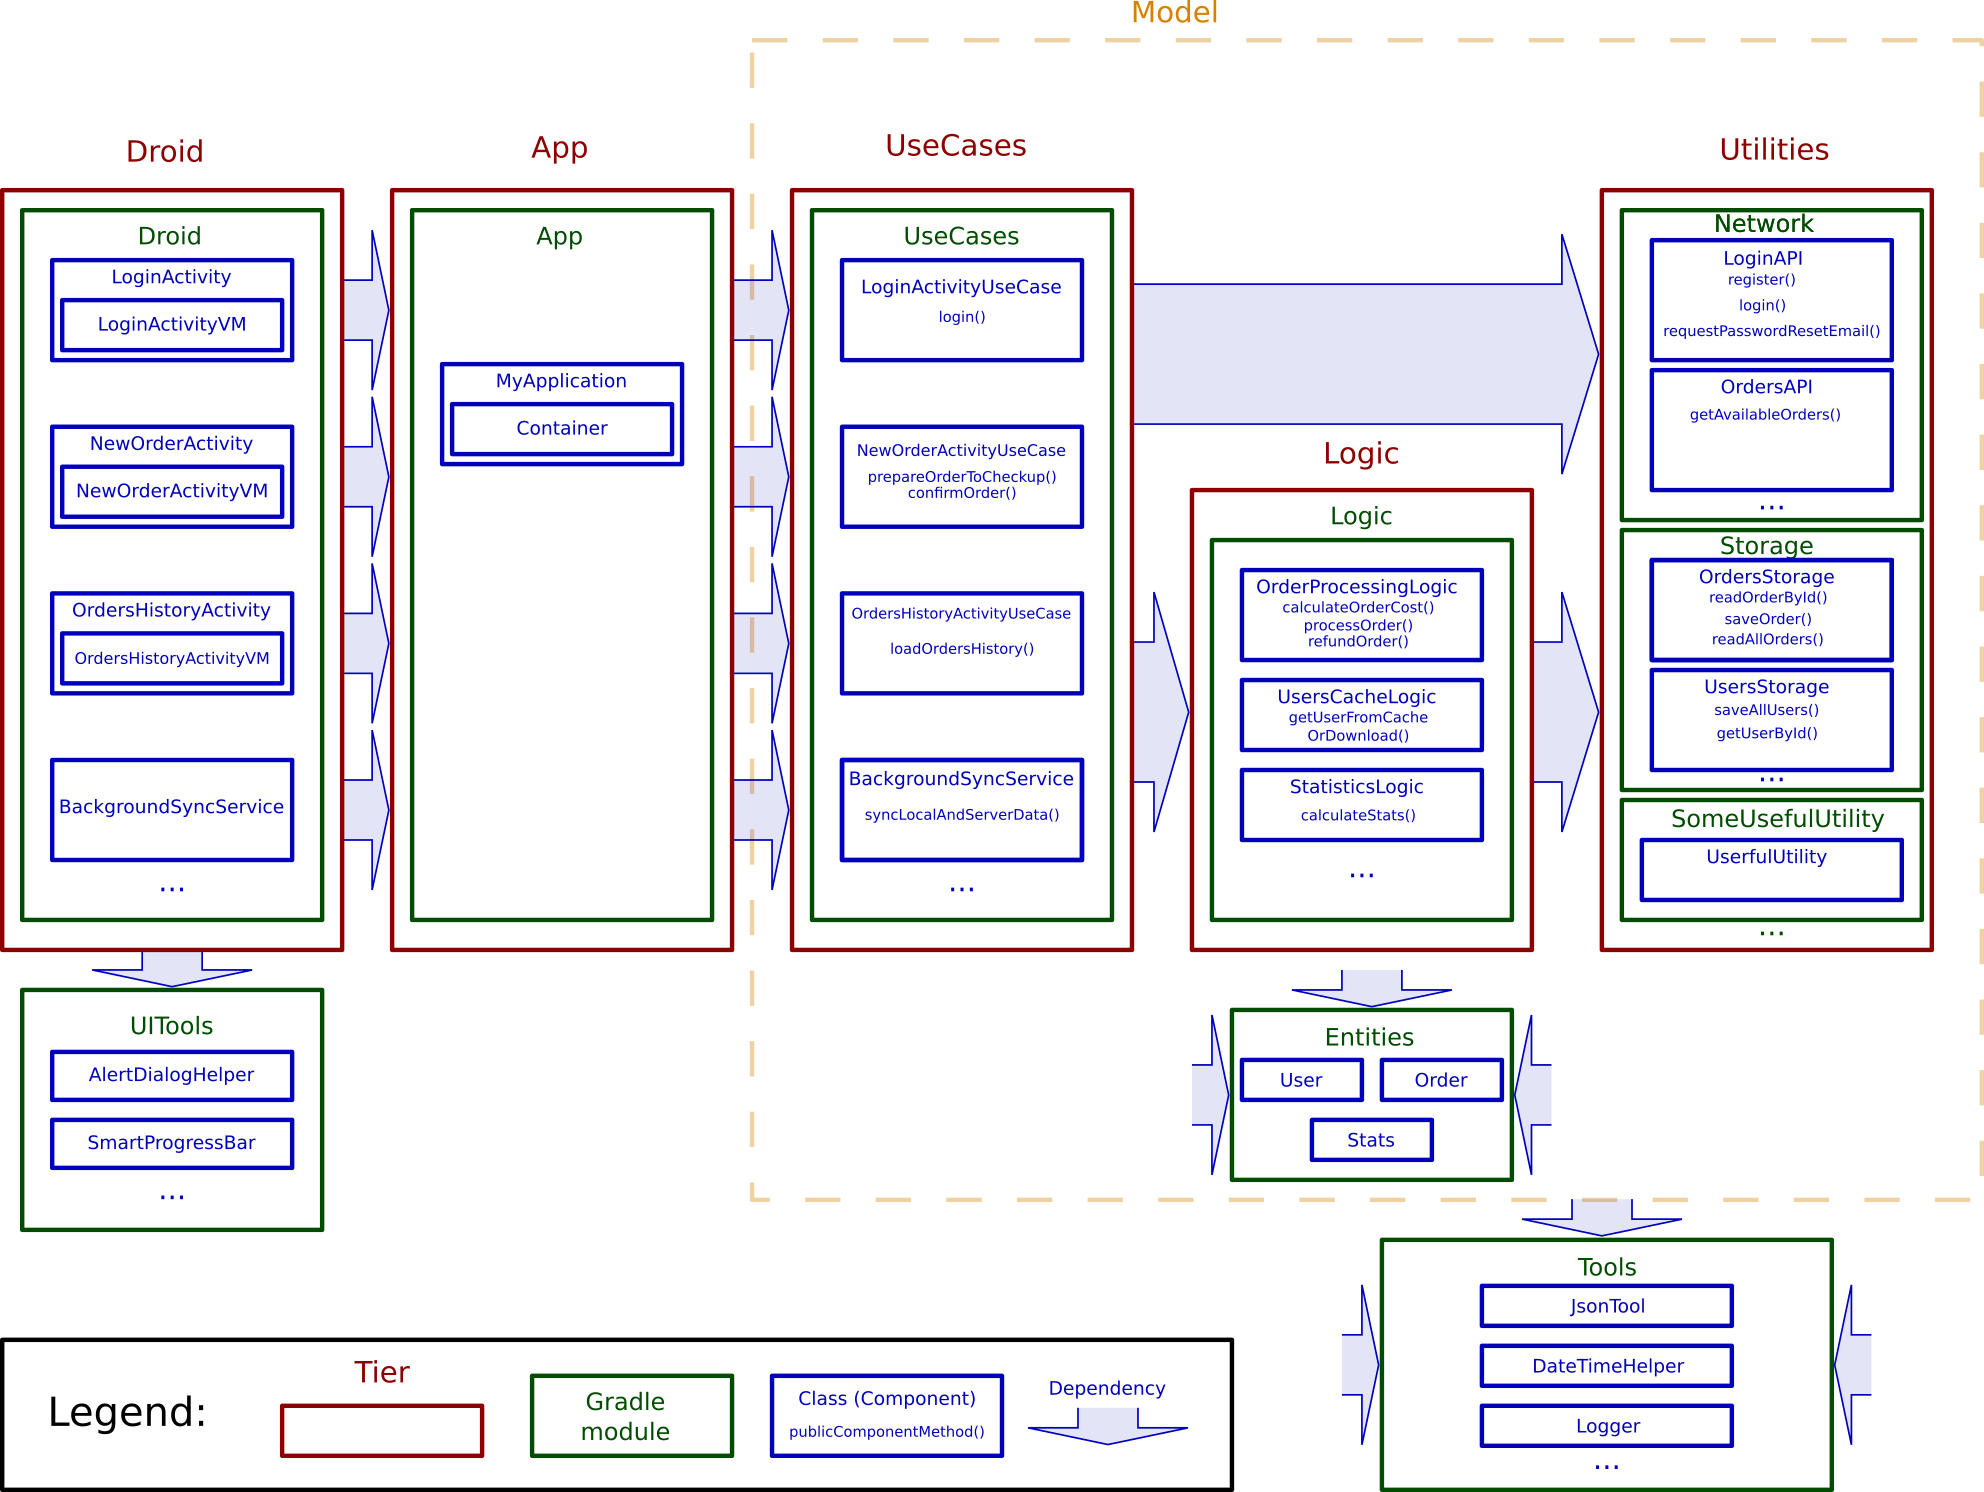 Model
Droid
Droid
LoginActivity
LoginActivityVM
NewOrderActivity
NewOrderActivityVM
OrdersHistoryActivity
OrdersHistoryActivityVM
BackgroundSyncService
...
App
App
MyApplication
Container
UseCases
UseCases
LoginActivityUseCase
login()
NewOrderActivityUseCase
prepareOrderToCheckup()
confirmOrder()
OrdersHistoryActivityUseCase
loadOrdersHistory()
BackgroundSyncService
syncLocalAndServerData()
...
Logic
Logic
OrderProcessingLogic
calculateOrderCost()
processOrder()
refundOrder()
UsersCacheLogic
getUserFromCache
OrDownload()
StatisticsLogic
calculateStats()
...
Utilities
Network
LoginAPI
register()
login()
requestPasswordResetEmail()
OrdersAPI
getAvailableOrders()
...
Storage
OrdersStorage
readOrderById()
saveOrder()
readAllOrders()
UsersStorage
saveAllUsers()
getUserById()
...
SomeUsefulUtility
UserfulUtility
...
UITools
AlertDialogHelper
SmartProgressBar
...
Entities
User
Order
Stats
Tools
JsonTool
DateTimeHelper
Logger
...
Legend:
Tier
Gradle
module
Class (Component)
publicComponentMethod()
Dependency